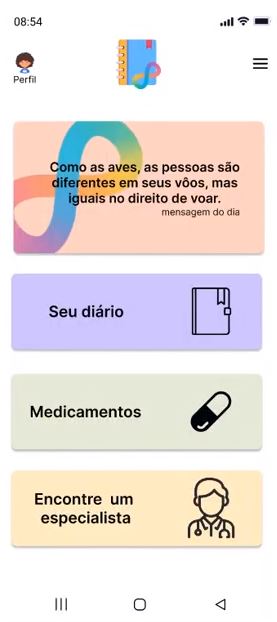 08:54
Perfil
Como as aves, as pessoas são
diferentes em seus vôos, mas
iguais no direito de voar.
mensagem do dia
Seu diário
Medicamentos
Encontre um
especialista